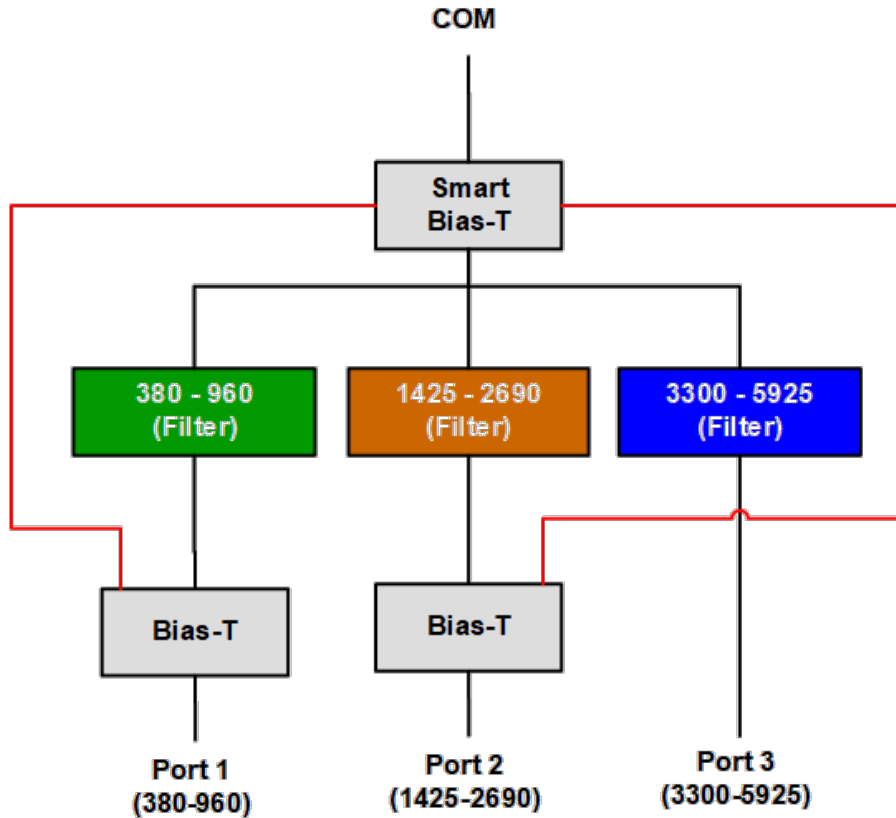 COM
Smart
Bias-T
380 - 960
(Filter)
1425 - 2690
(Filter)
3300 - 5925
(Filter)
Bias-T
Bias-T
Port 1
(380-960)
Port 2
(1425-2690)
Port 3
(3300-5925)